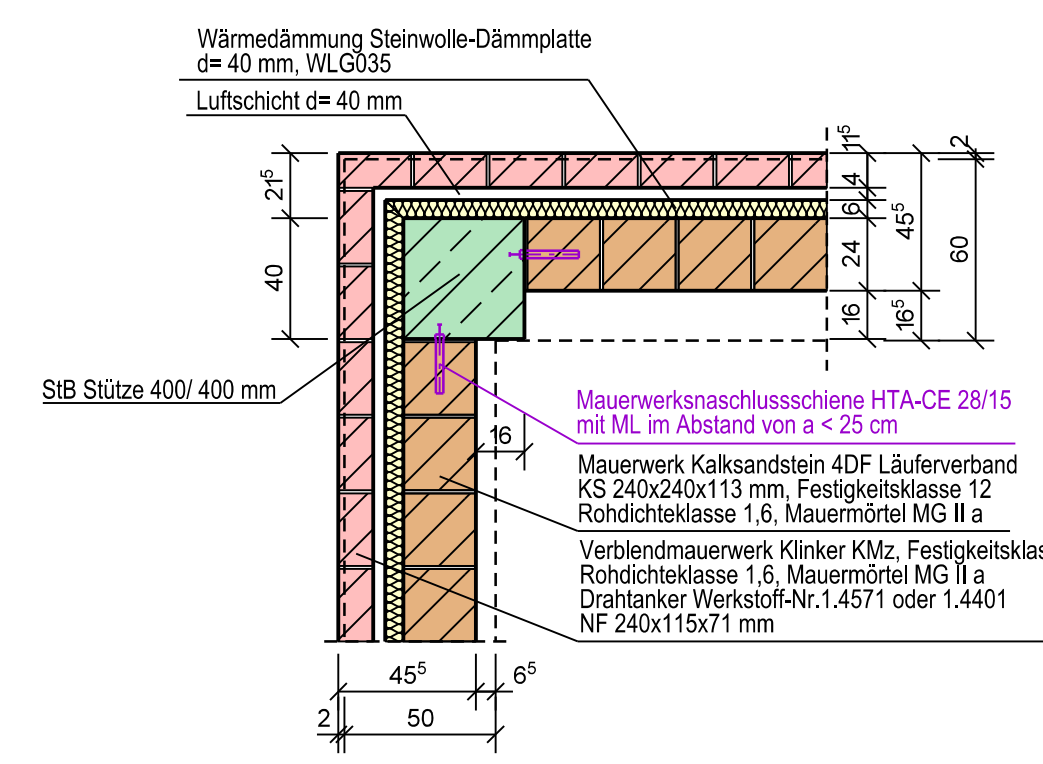 Wärmedämmung Steinwolle-Dämmplatte
d= 40 mm, WLG035
Luftschicht d= 40 mm
21⁵
40
11⁵
4
6
24
16
45⁵
16⁵
2
60
StB Stütze 400/ 400 mm
16
Mauerwerksnaschlussschiene HTA-CE 28/15
mit ML im Abstand von a < 25 cm
Mauerwerk Kalksandstein 4DF Läuferverband
KS 240x240x113 mm, Festigkeitsklasse 12
Rohdichteklasse 1,6, Mauermörtel MG II a
Verblendmauerwerk Klinker KMz, Festigkeitsklas
Rohdichteklasse 1,6, Mauermörtel MG II a
Drahtanker Werkstoff-Nr.1.4571 oder 1.4401
NF 240x115x71 mm
45⁵
6⁵
2
50